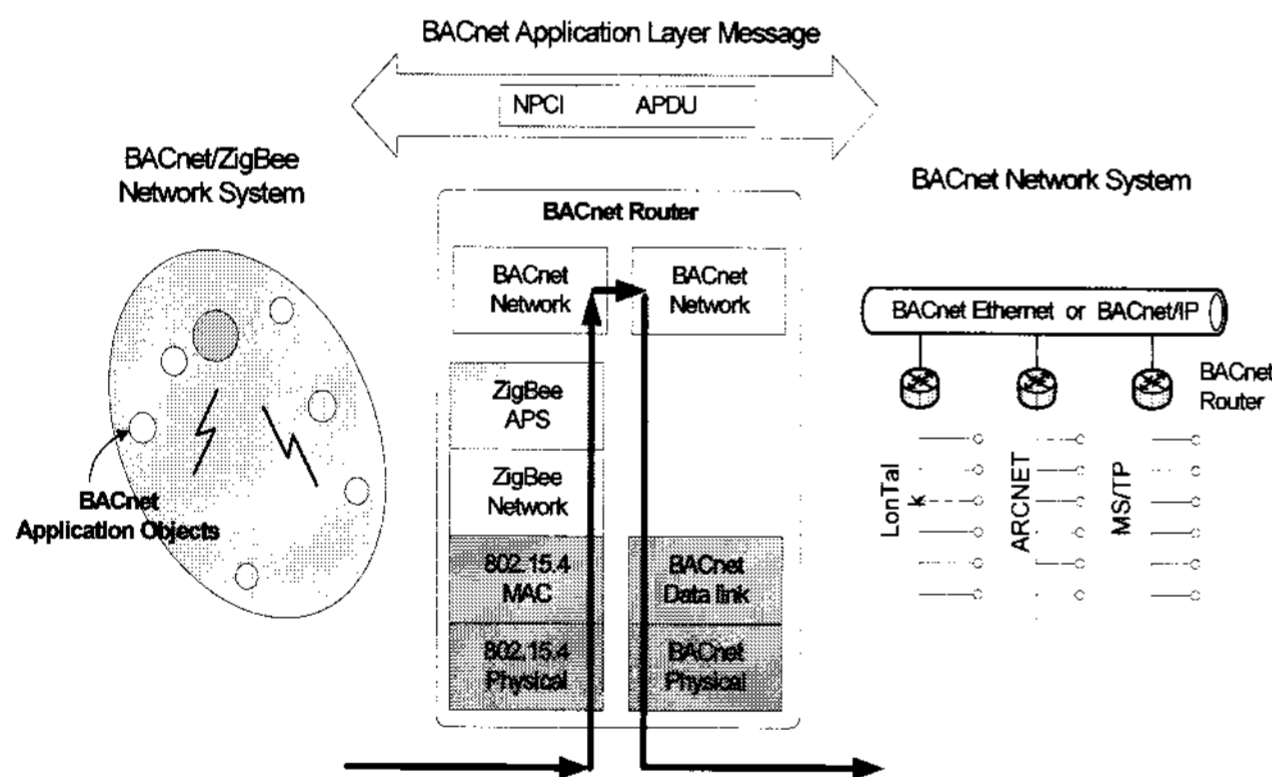 BACnet Application Layer Message
NPCI APDU
BACnet/ZigBee
Network System
BACnet Network System
BACnet Router
BACnet
Network
BACnet
Network
ZigBee
APS
ZigBee
Network
802.15.4
MAC
BACnet
Data link
802.15.4
Physical
BACnet
Physical
BACnet
Application Objects
BACnet Ethernet or BACnet/IP
BACnet
Router
LonTal
k
ARCNET
MS/TP